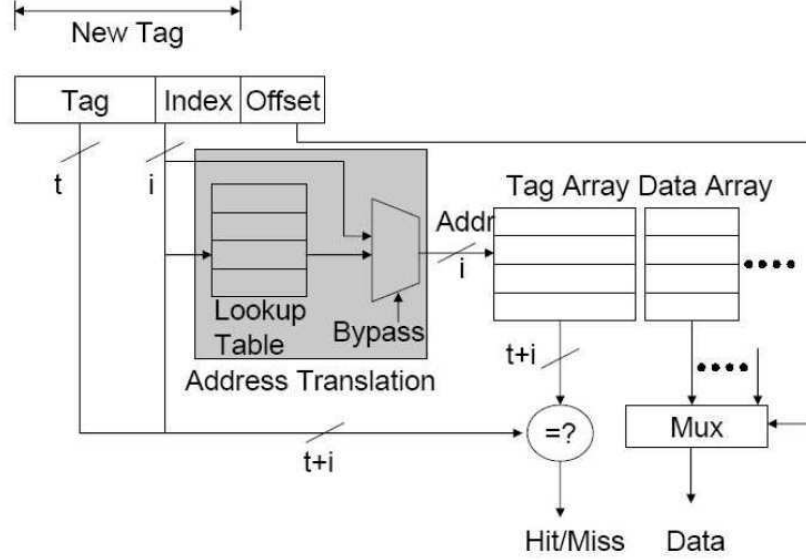 New Tag
Tag Index Offset
t
i
Tag Array Data Array
Addr
i
Lookup
Table
Bypass
Address Translation
t+i
t+i
=?
Mux
Hit/Miss Data